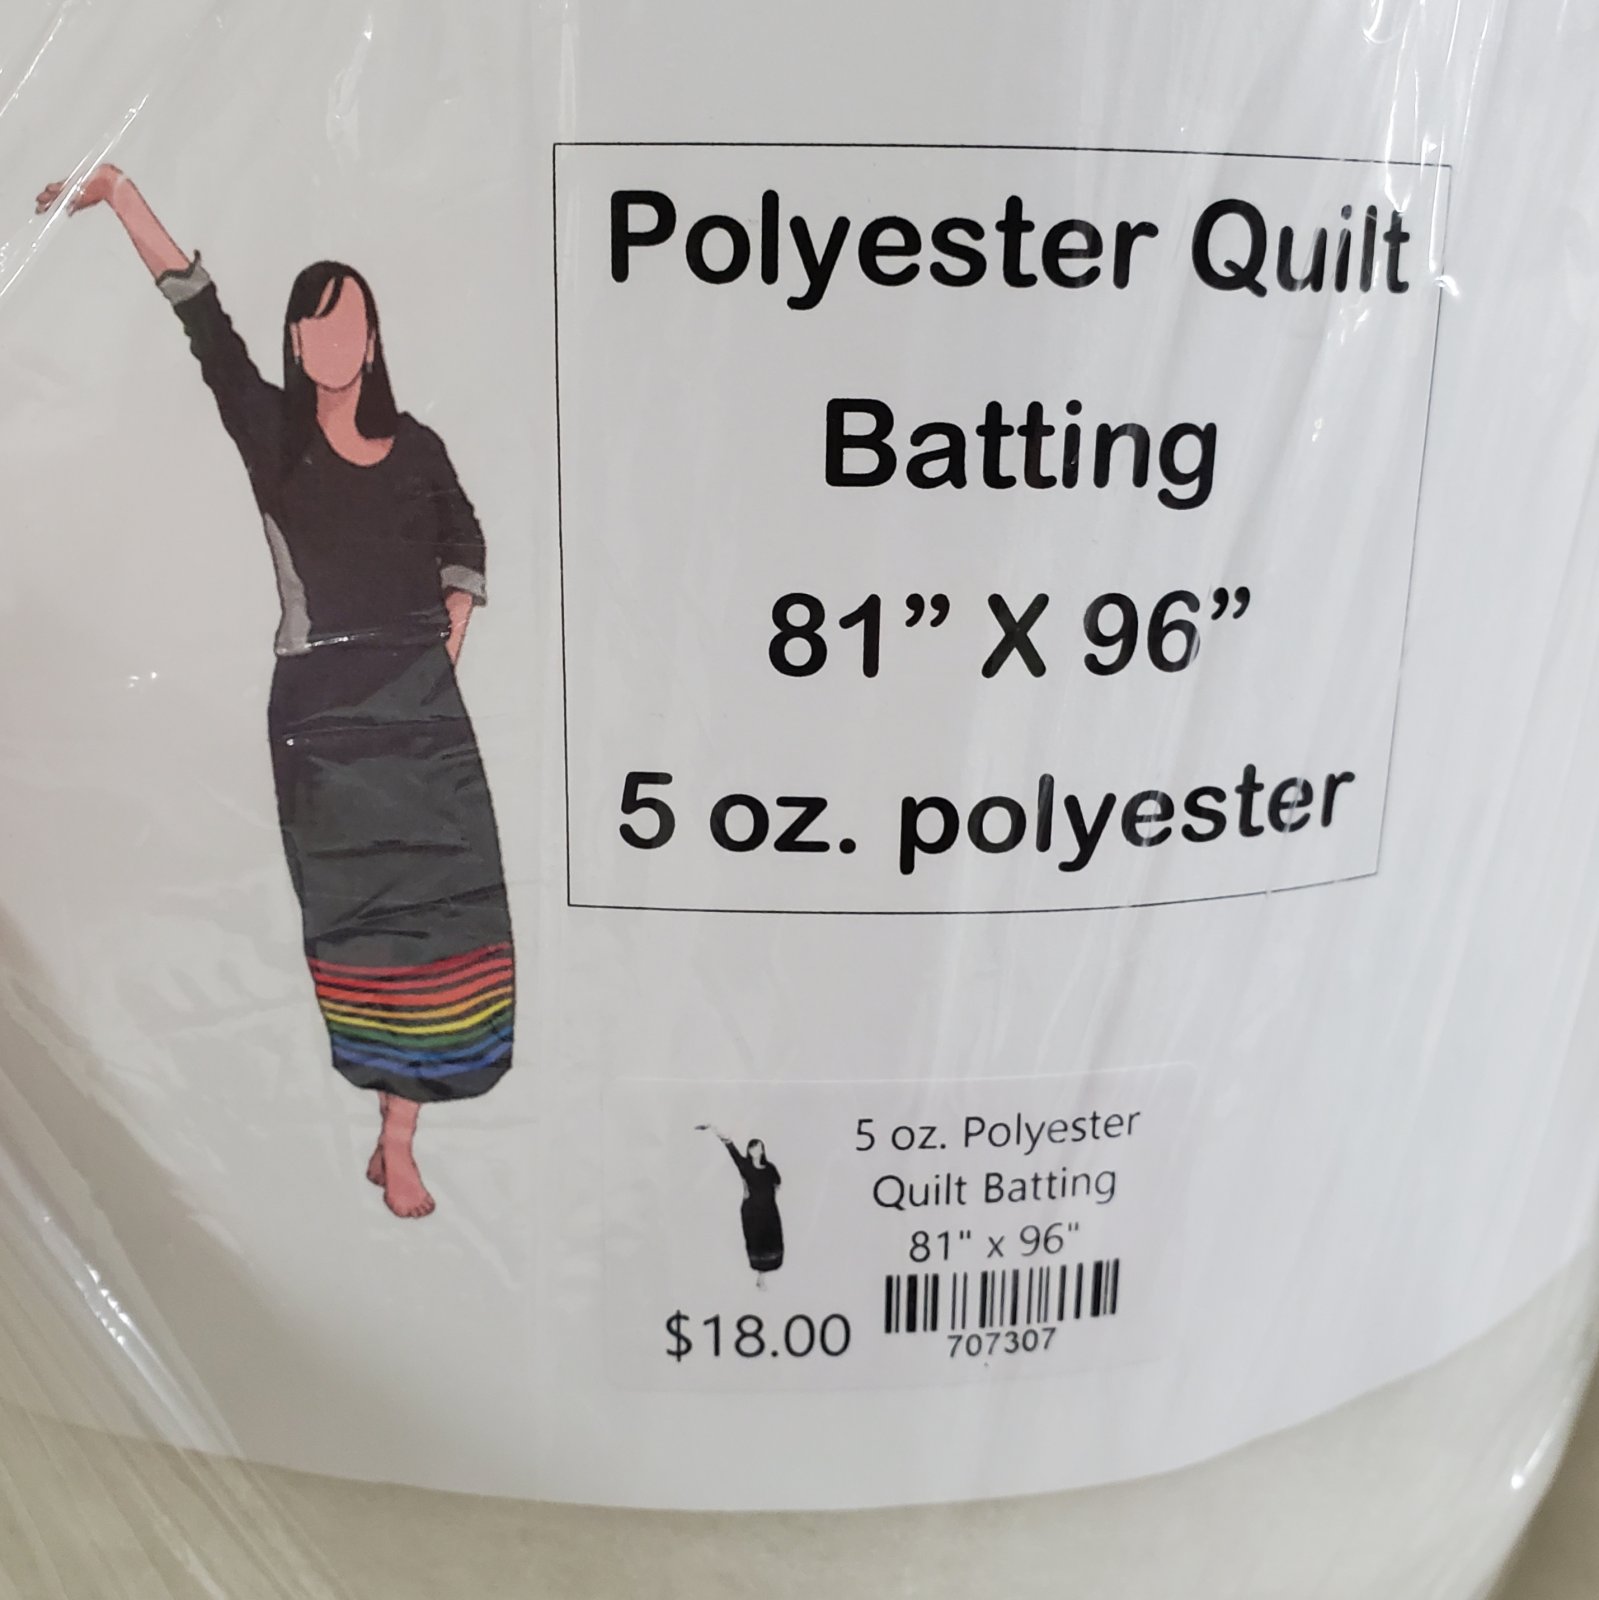 Polyester Quilt
Batting
81” X 96”
5 oz. polyester
5 oz. Polyester
Quilt Batting
81" x 96"
$18.00
707307